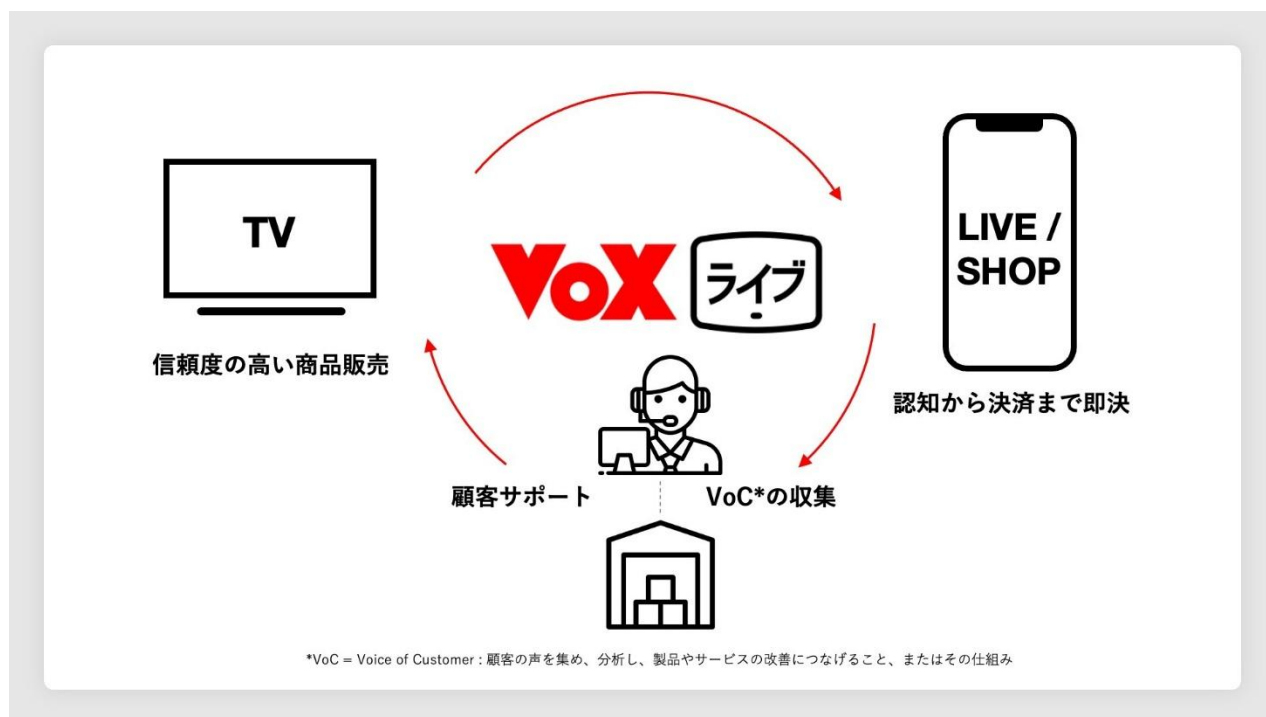 TV
信頼度の高い商品販売
VoX ライブ
LIVE /
SHOP
認知から決済まで即決
顧客サポート
VoC*の収集
*VoC = Voice of Customer : 顧客の声を集め、分析し、製品やサービスの改善につなげること、またはその仕組み